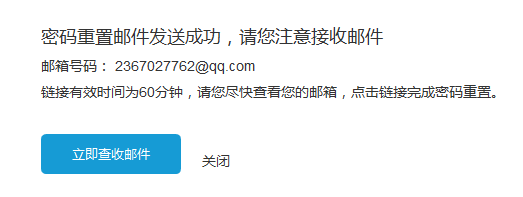 密码重置邮件发送成功，请您注意接收邮件
邮箱号码： 2367027762@qq.com
链接有效时间为60分钟，请您尽快查看您的邮箱，点击链接完成密码重置。
立即查收邮件
关闭